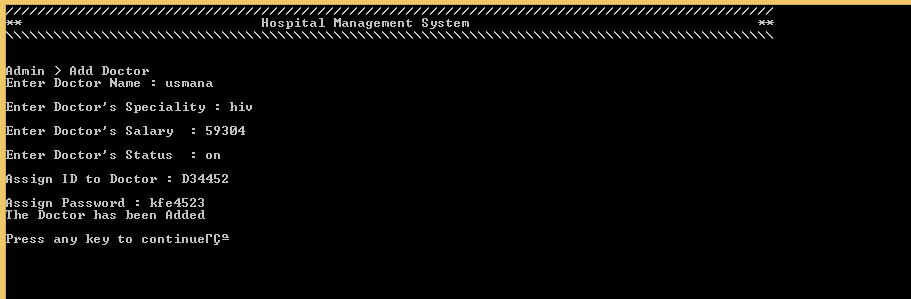 ////////////////////////////////////////////////////////////////////////////////////////////////
** Hospital Management System **
\\\\\\\\\\\\\\\\\\\\\\\\\\\\\\\\\\\\\\\\\\\\\\\\\\\\\\\\\\\\\\\\\\\\\\\\\\\\\\\\\\\\\\\\\\\\\\\\
Admin > Add Doctor
Enter Doctor Name : usmana
Enter Doctor's Speciality : hiv
Enter Doctor's Salary  : 59304
Enter Doctor's Status  : on
Assign ID to Doctor : D34452
Assign Password : kfe4523
The Doctor has been Added
Press any key to continueΓÇª